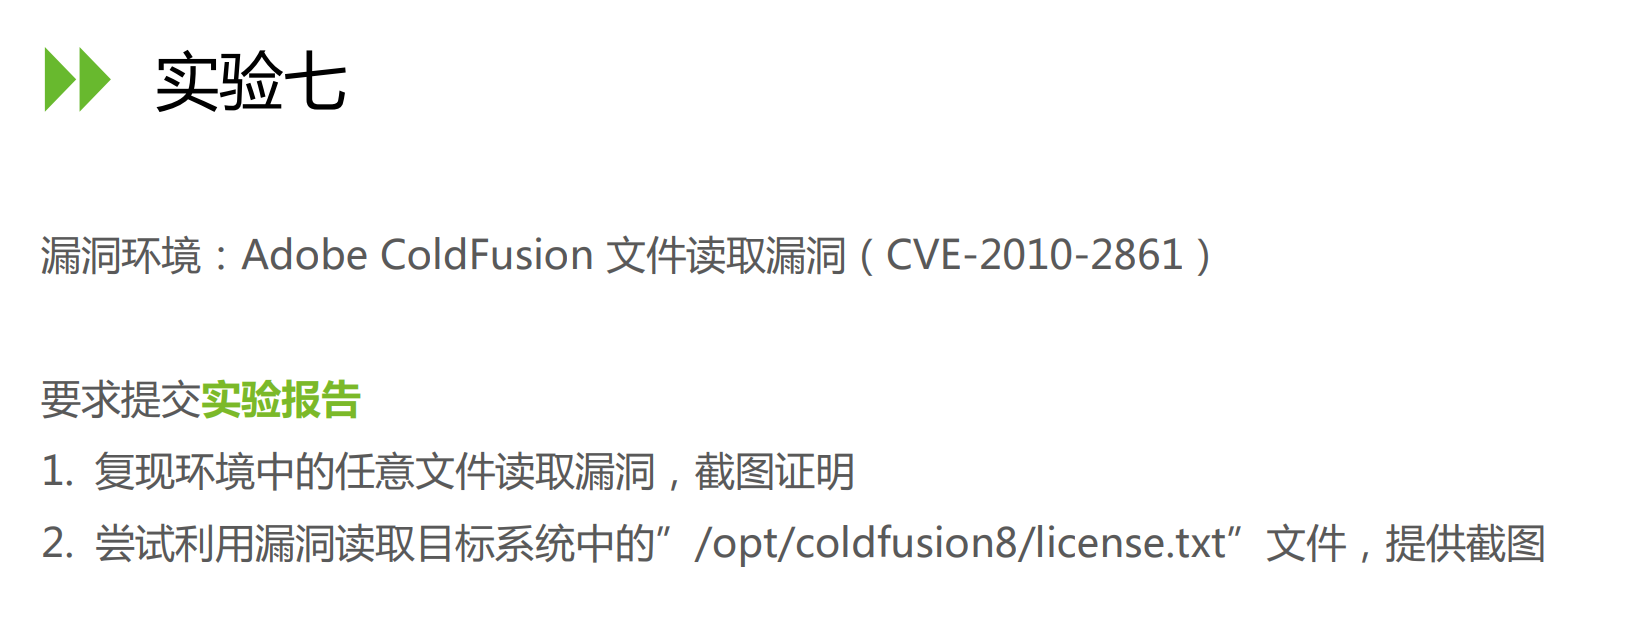 实验七
漏洞环境：Adobe ColdFusion 文件读取漏洞（CVE-2010-2861）
要求提交实验报告
1. 复现环境中的任意文件读取漏洞，截图证明
2. 尝试利用漏洞读取目标系统中的”/opt/coldfusion8/license.txt”文件，提供截图